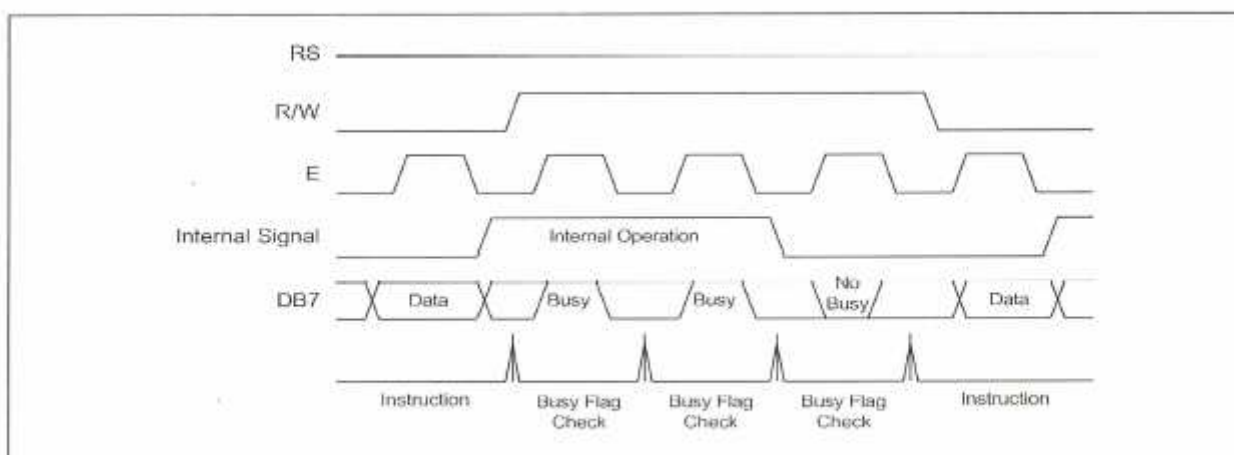 RS
R/W
E
Internal Signal
Internal Operation
DB7
Data
Busy
Busy
No
Busy
Data
Instruction
Busy Flag
Check
Busy Flag
Check
Busy Flag
Check
Instruction